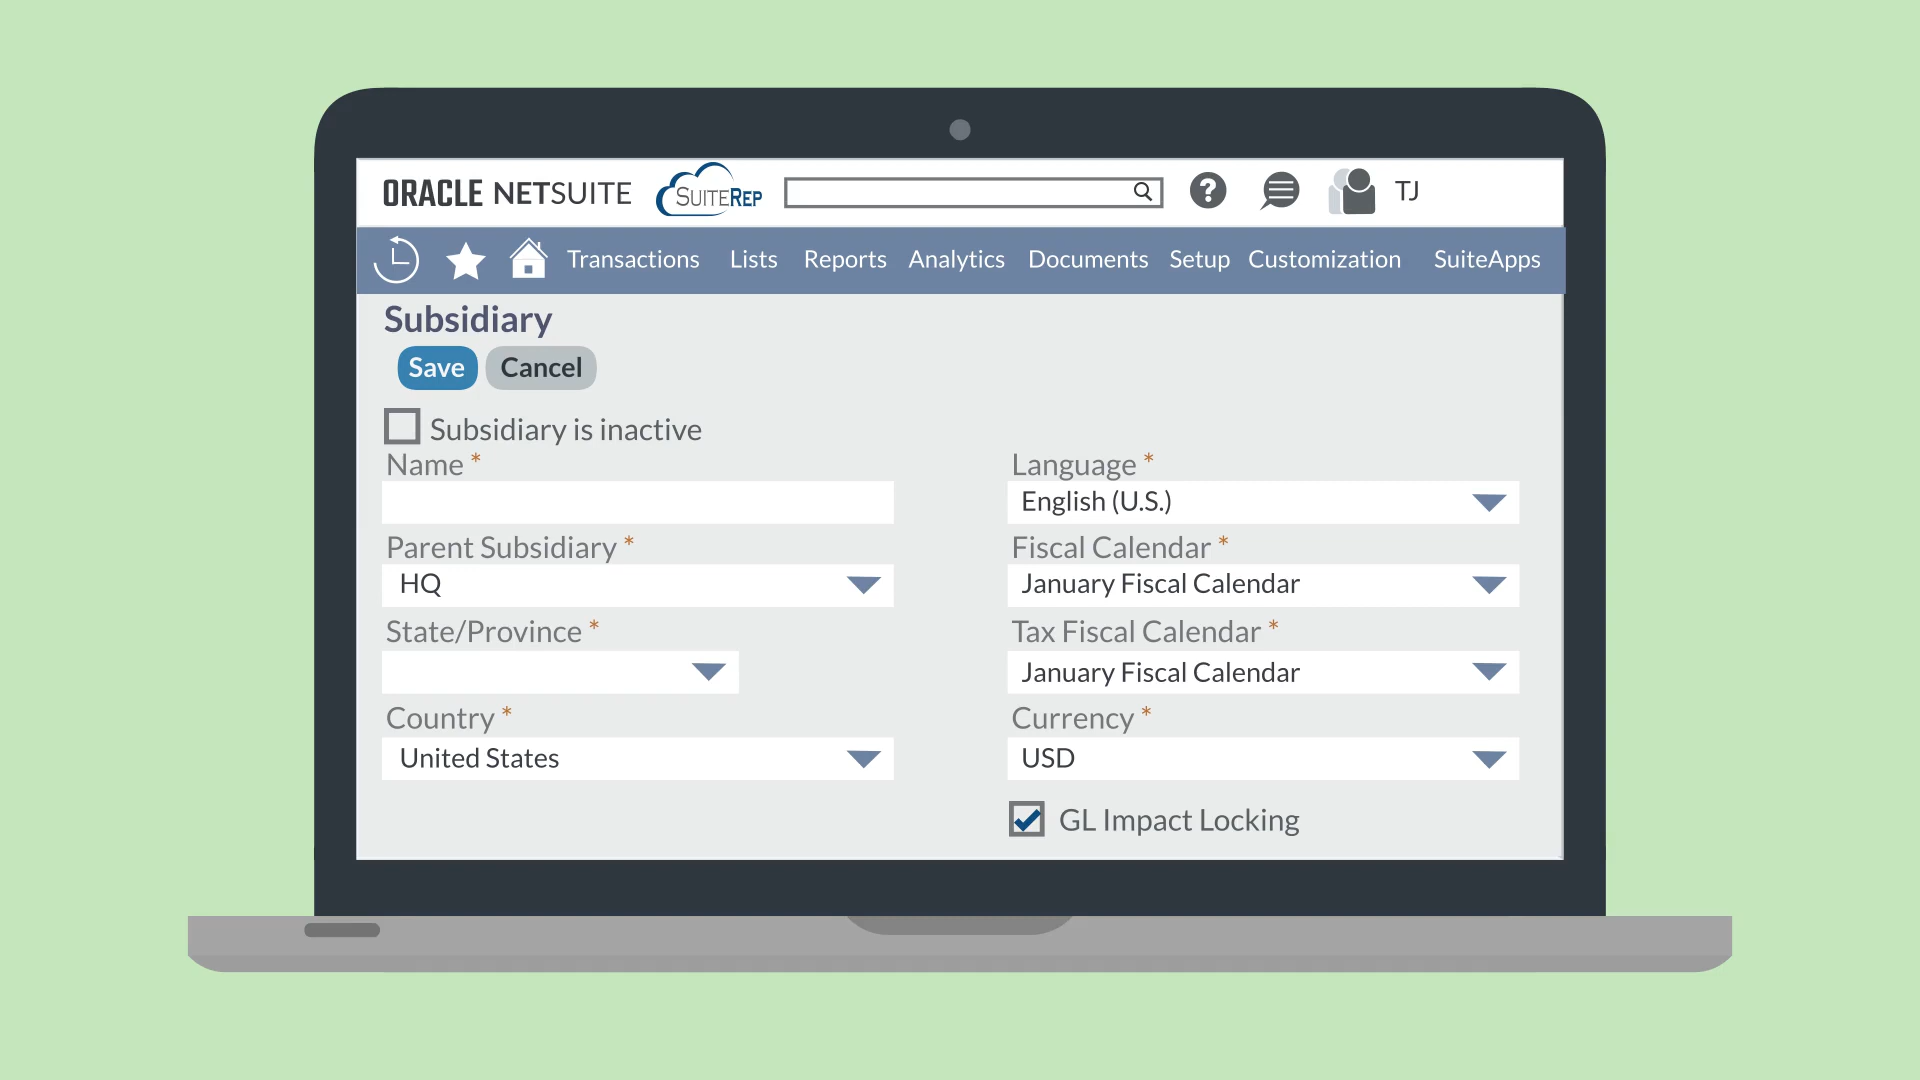 ORACLE NETSUITE SUITEREP ? TJ
Transactions Lists Reports Analytics Documents Setup Customization SuiteApps
Subsidiary
Save Cancel
Subsidiary is inactive
Name *
Language *
English (U.S.)
Parent Subsidiary *
HQ
Fiscal Calendar *
January Fiscal Calendar
State/Province *
Tax Fiscal Calendar *
January Fiscal Calendar
Country *
United States
Currency *
USD
GL Impact Locking